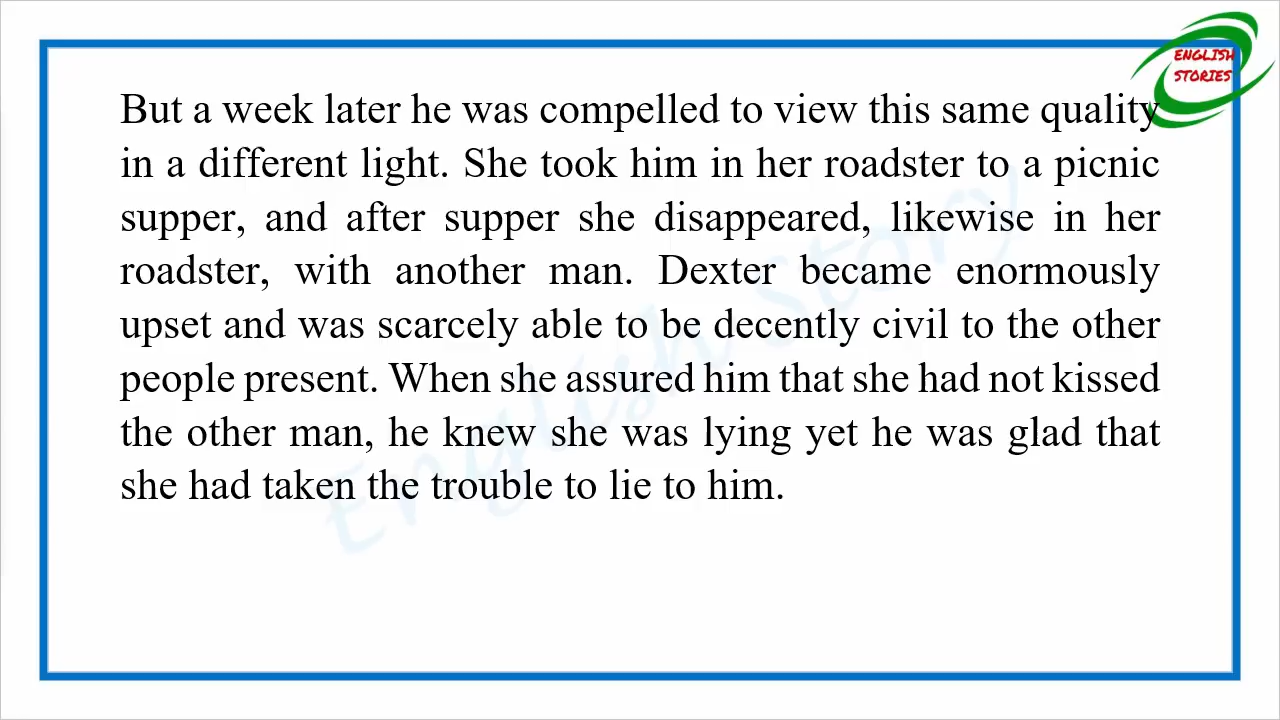 ENGLISH
STORIES
But a week later he was compelled to view this same quality
in a different light. She took him in her roadster to a picnic
supper, and after supper she disappeared, likewise in her
roadster, with another man. Dexter became enormously
upset and was scarcely able to be decently civil to the other
people present. When she assured him that she had not kissed
the other man, he knew she was lying yet he was glad that
she had taken the trouble to lie to him.
English Story